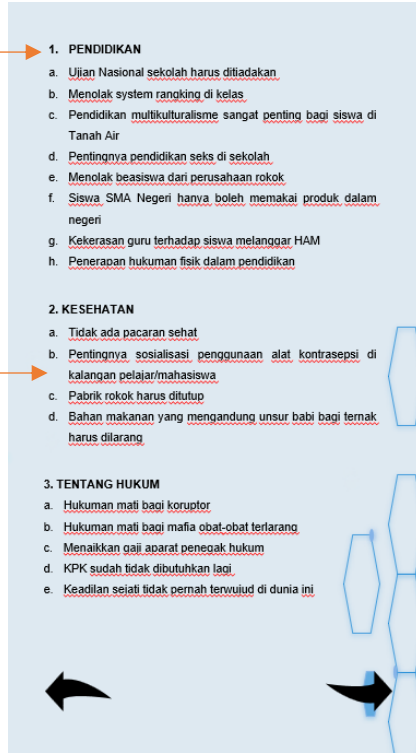 1. PENDIDIKAN
a. Ujian Nasional sekolah harus ditiadakan
b. Menolak system rangking di kelas
c. Pendidikan multikulturalisme sangat penting bagi siswa di
Tanah Air
d. Pentingnya pendidikan seks di sekolah
e. Menolak beasiswa dari perusahaan rokok
f. Siswa SMA Negeri hanya boleh memakai produk dalam
negeri
g. Kekerasan guru terhadap siswa melanggar HAM
h. Penerapan hukuman fisik dalam pendidikan
2. KESEHATAN
a. Tidak ada pacaran sehat
b. Pentingnya sosialisasi penggunaan alat kontrasepsi di
kalangan pelajar/mahasiswa
c. Pabrik rokok harus ditutup
d. Bahan makanan yang mengandung unsur babi bagi ternak
harus dilarang
3. TENTANG HUKUM
a. Hukuman mati bagi koruptor
b. Hukuman mati bagi mafia obat-obat terlarang
c. Menaikkan gaji aparat penegak hukum
d. KPK sudah tidak dibutuhkan lagi
e. Keadilan sejati tidak pernah terwujud di dunia ini